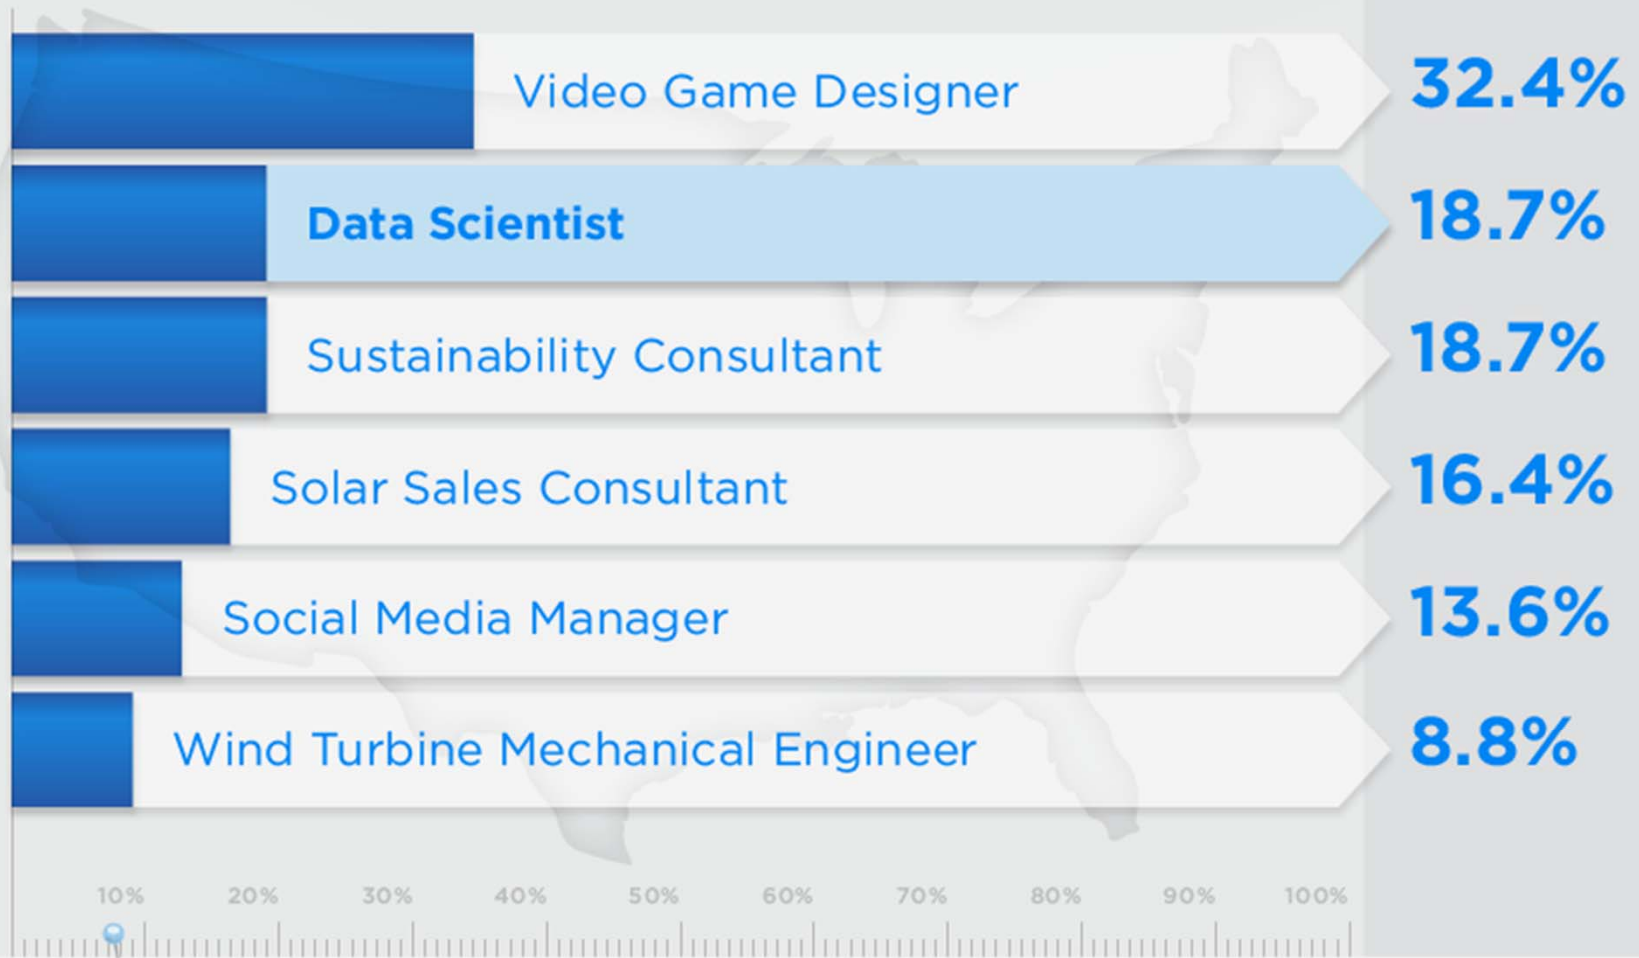 Video Game Designer 32.4%
Data Scientist 18.7%
Sustainability Consultant 18.7%
Solar Sales Consultant 16.4%
Social Media Manager 13.6%
Wind Turbine Mechanical Engineer 8.8%
10% 20% 30% 40% 50% 60% 70% 80% 90% 100%